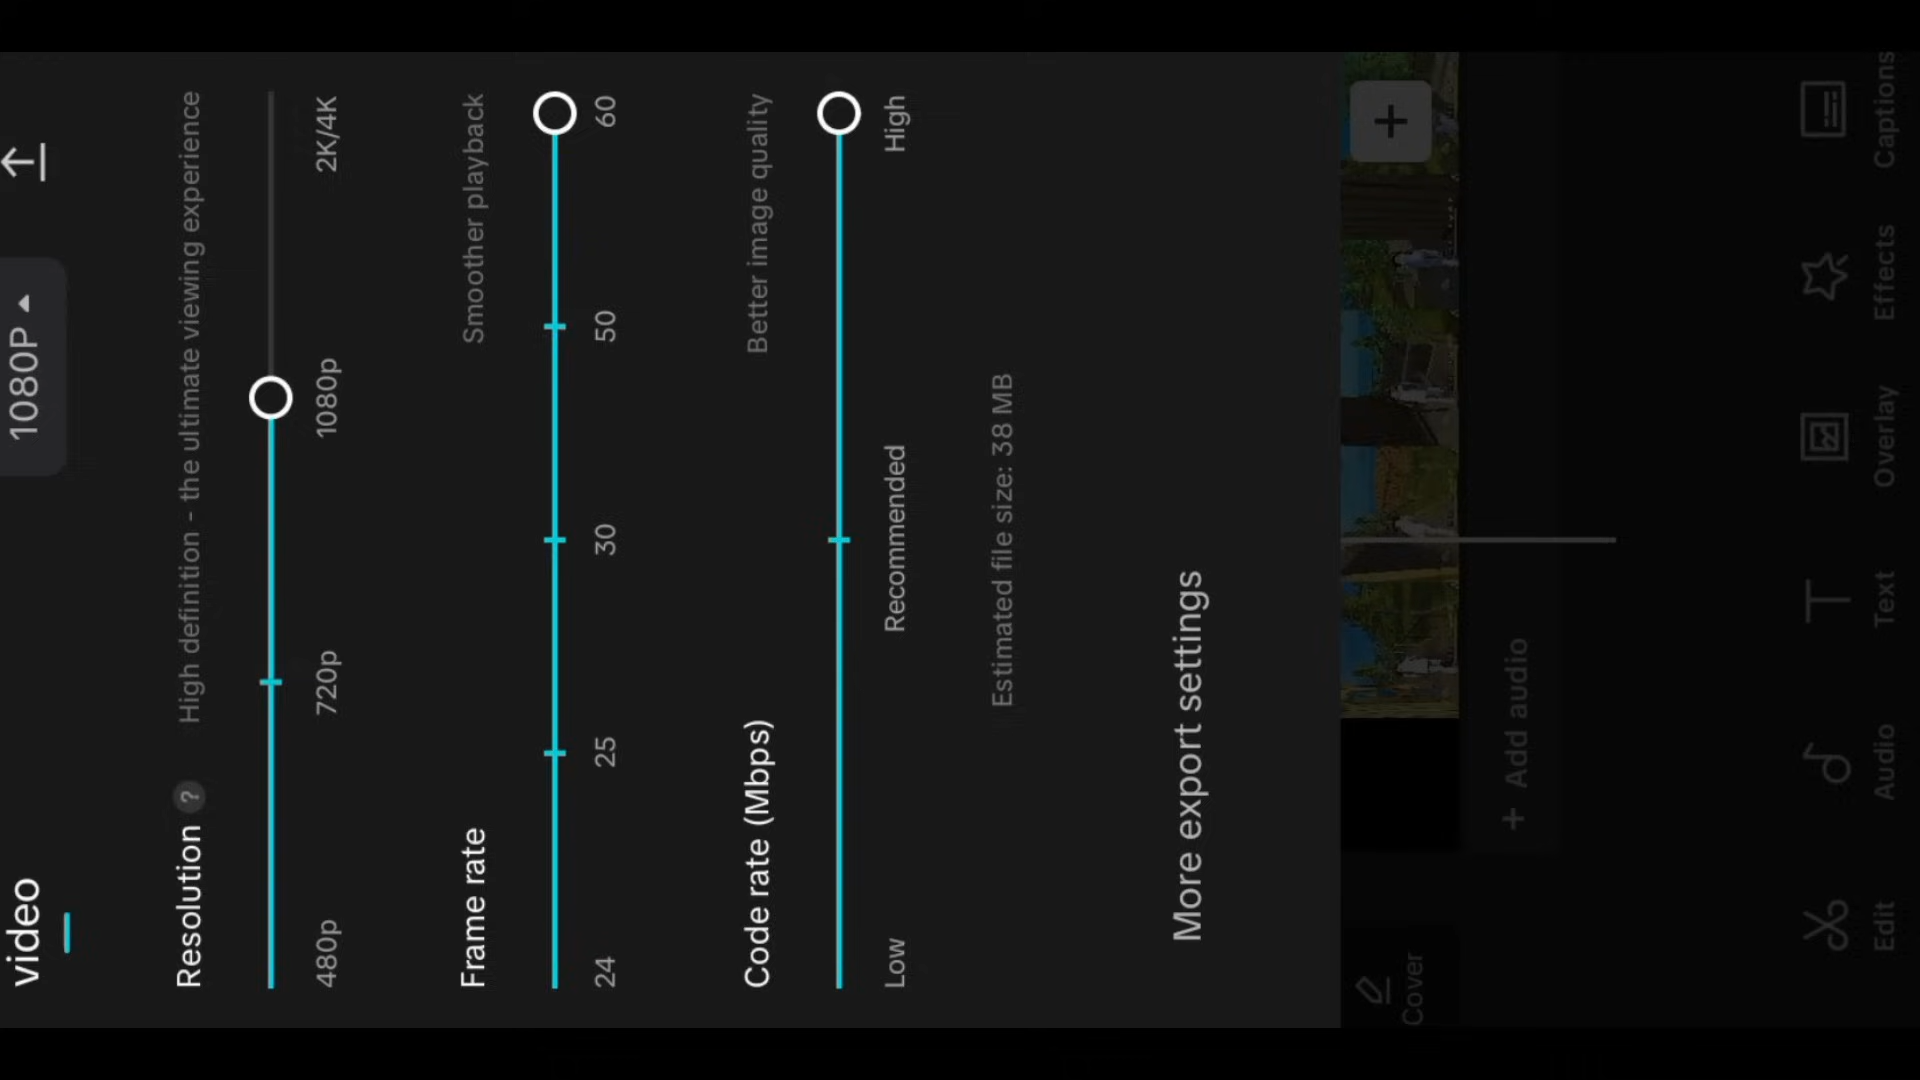 Video
1080P
Resolution ?
High definition - the ultimate viewing experience
480p
720p
1080p
2K/4K
Frame rate
Smoother playback
24
25
30
50
60
Code rate (Mbps)
Better image quality
Low
Recommended
High
Estimated file size: 38 MB
More export settings
Cover
+
+ Add audio
Edit
Audio
Text
Overlay
Effects
Captions